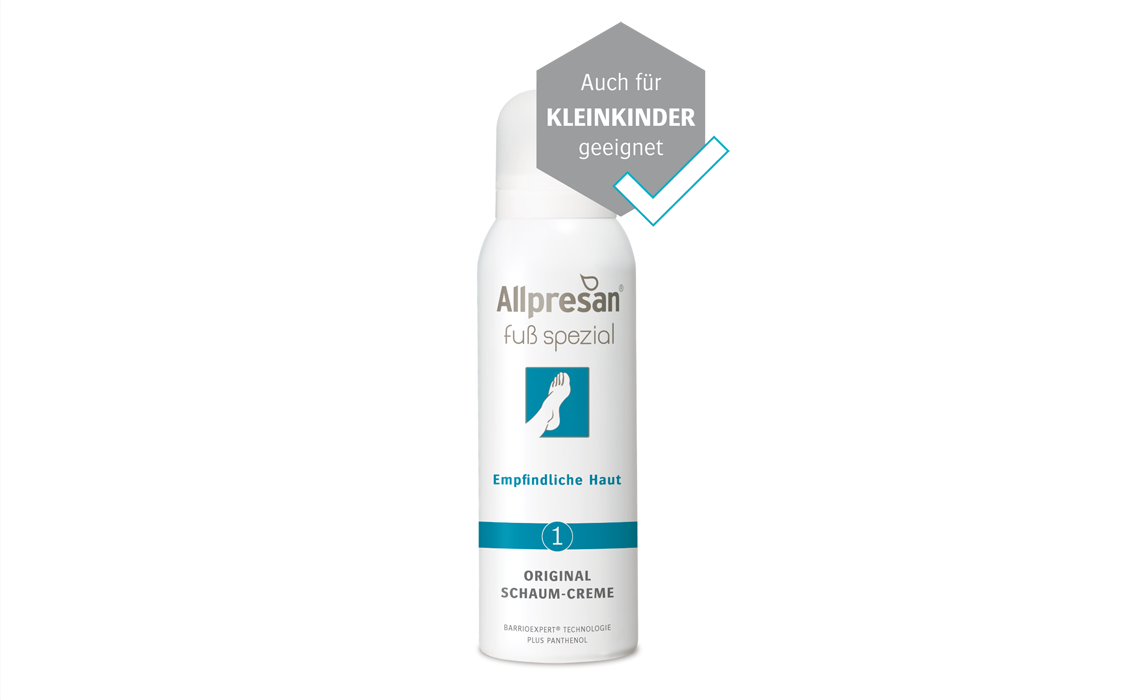 Auch für
KLEINKINDER
geeignet
Allpresan®
fuß spezial
Empfindliche Haut
1
ORIGINAL
SCHAUM-CREME
BARRIOEXPERT® TECHNOLOGIE
PLUS PANTHENOL